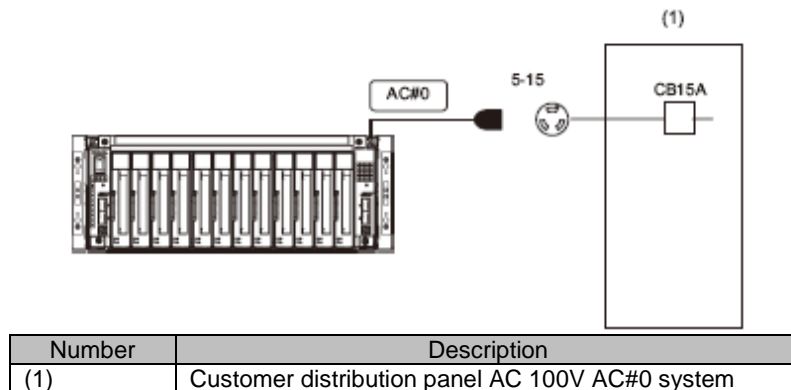 (1)
AC#0
5-15
CB15A
Number Description
(1) Customer distribution panel AC 100V AC#0 system